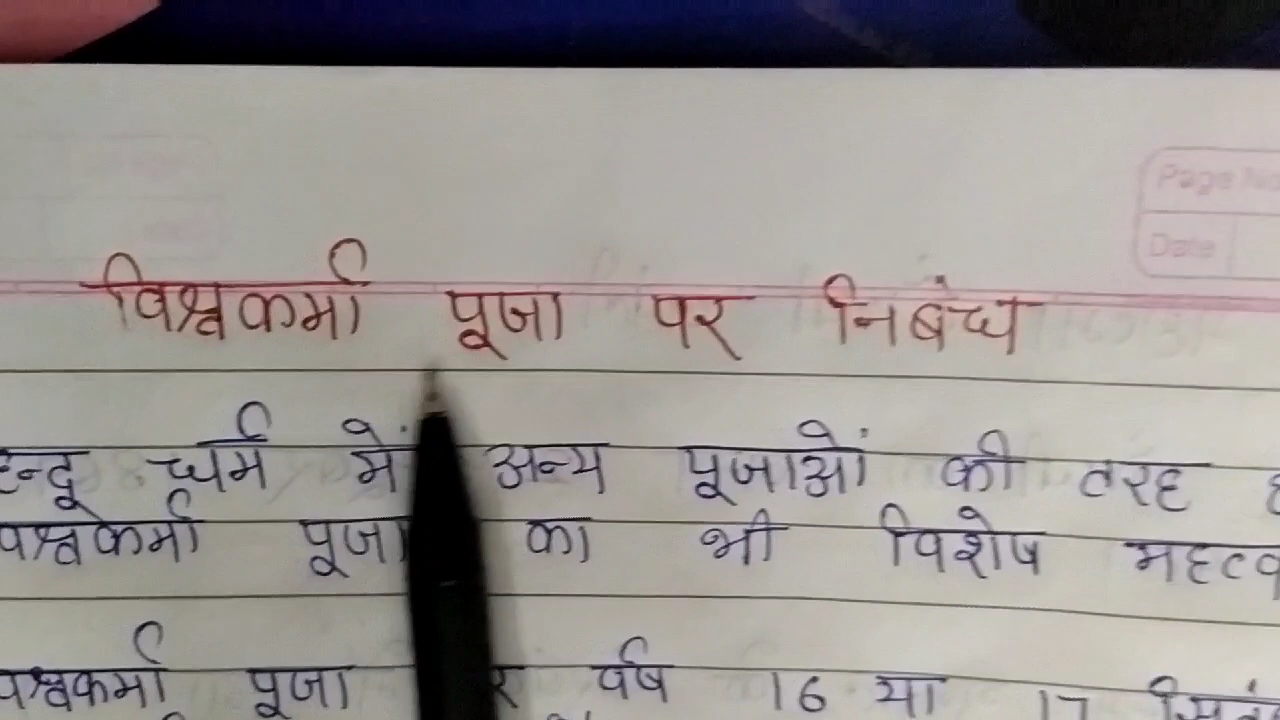 Page No
Date
विश्वकर्मा पूजा पर निबंध
हिन्दू धर्म में अन्य पूजाओं की तरह
विश्वकर्मा पूजा का भी विशेष महत्व
विश्वकर्मा पूजा वर्ष 16 या 17